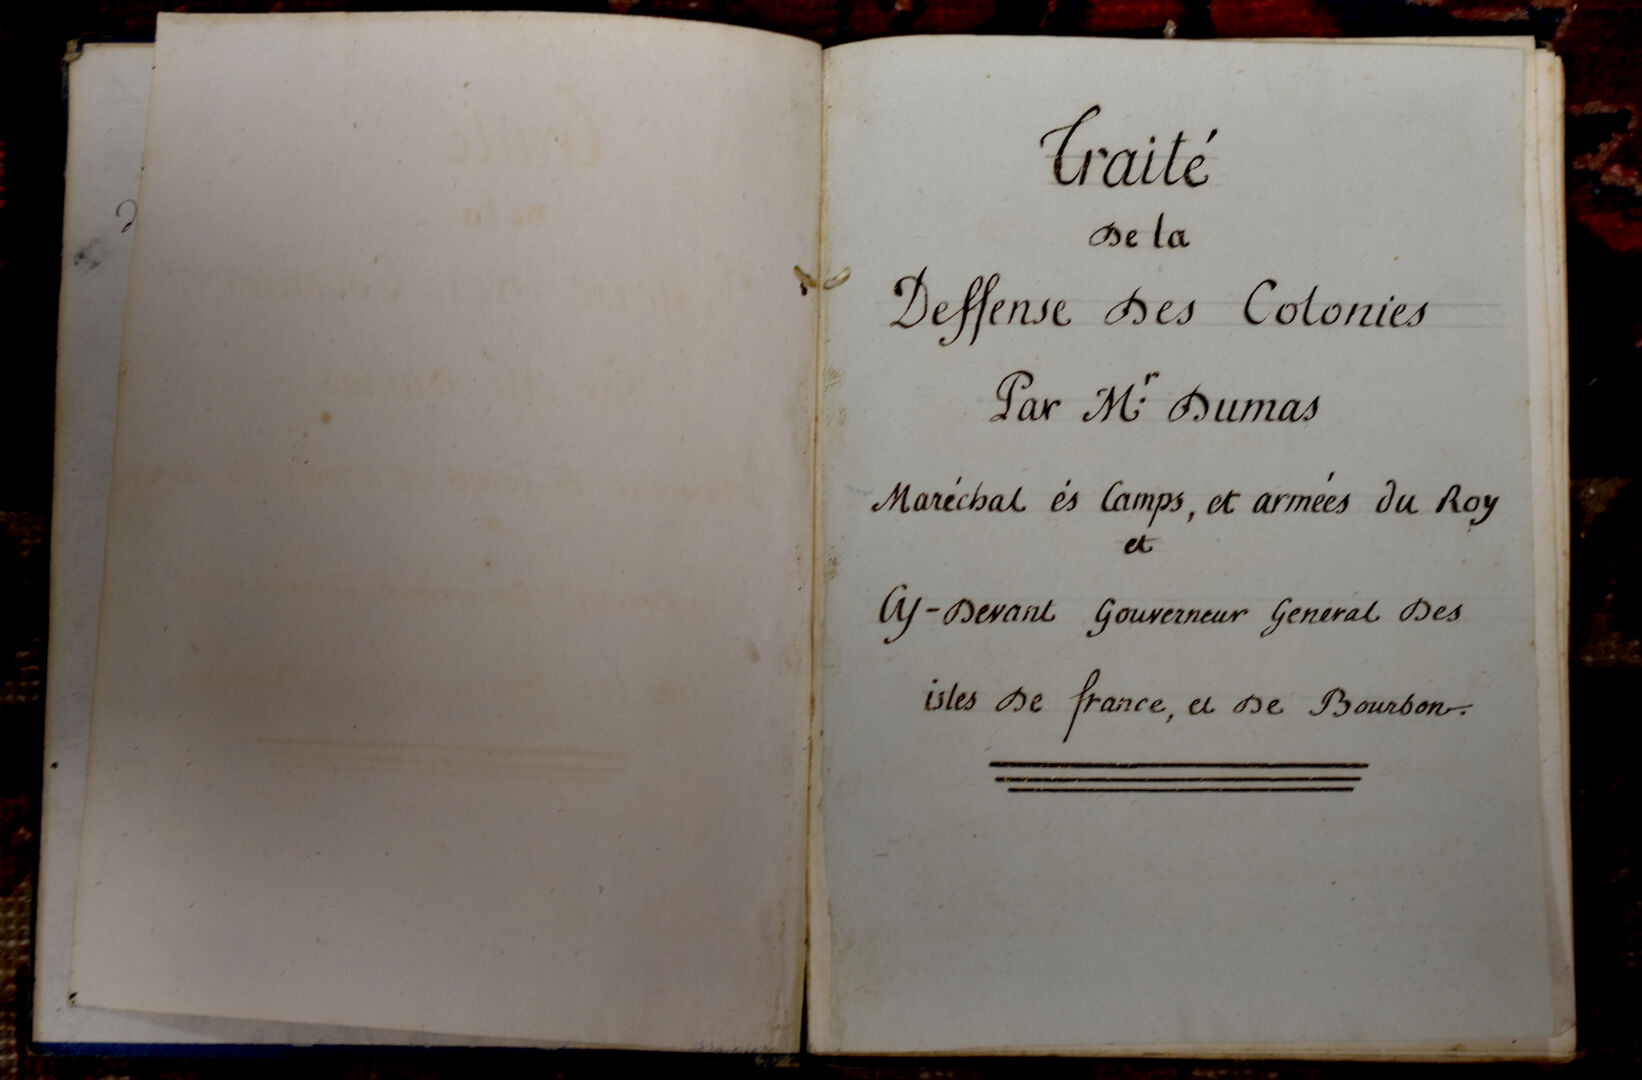 Traité
De la
Deffense Des Colonies
Par Mr. Dumas
Maréchal és Camps, et armées du Roy
et
Cy-Devant Gouverneur General Des
isles De france, et De Bourbon.